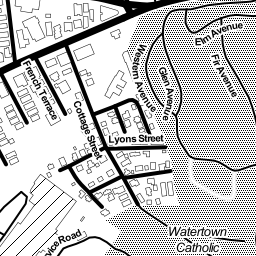 Elm Avenue
Fir Avenue
Western Avenue
Glen Avenue
French Terrace
Cottage Street
Lyons Street
Road
Watertown
Catholic